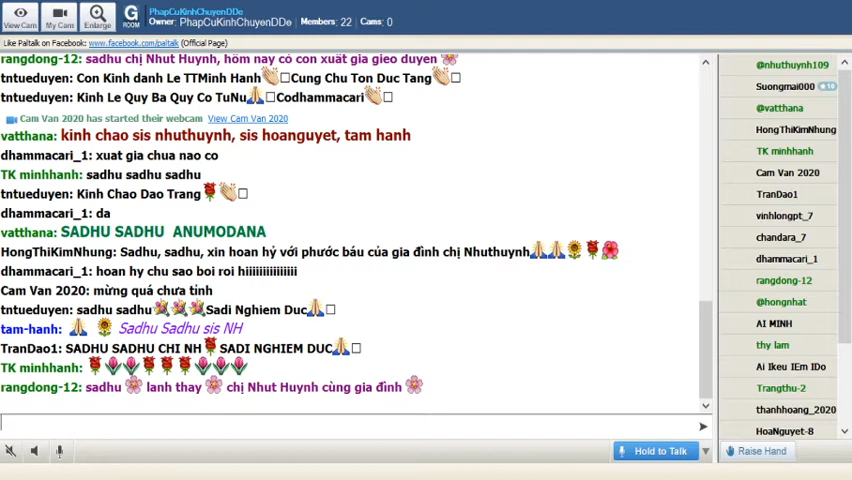 PhapCuKinhChuyenDDe
Owner: PhapCuKinhChuyenDDe Members: 22 Cams: 0
View Cam
My Cams
Enlarge
G
ROOM
Like Paltalk on Facebook: www.facebook.com/paltalk (Official Page)
rangdong-12: sadhu chị Nhut Huynh, hôm nay có con xuất gia gieo duyen
tntueduyen: Con Kinh danh Le TTMinh Hanh Cung Chu Ton Duc Tang
tntueduyen: Kinh Le Quy Ba Quy Co TuNu Codhammacari
Cam Van 2020 has started their webcam View Cam Van 2020
vatthana: kinh chao sis nhuthuynh, sis hoanguyet, tam hanh
dhammacari_1: xuat gia chua nao co
TK minhhanh: sadhu sadhu sadhu
tntueduyen: Kinh Chao Dao Trang
dhammacari_1: da
vatthana: SADHU SADHU ANUMODANA
HongThiKimNhung: Sadhu, sadhu, xin hoan hỷ với phước báu của gia đình chị Nhuthuynh
dhammacari_1: hoan hy chu sao boi roi hiiiiiiiiiiiiiii
Cam Van 2020: mừng quá chưa tỉnh
tntueduyen: sadhu sadhu Sadi Nghiem Duc
tam-hanh: Sadhu Sadhu sis NH
TranDao1: SADHU SADHU CHI NH SADI NGHIEM DUC
TK minhhanh:
rangdong-12: sadhu lanh thay chị Nhut Huynh cùng gia đình
Hold to Talk
@nhuthuynh109
Suongmai000 10
@vatthana
HongThiKimNhung
TK minhhanh
Cam Van 2020
TranDao1
vinhlongpt_7
chandara_7
dhammacari_1
rangdong-12
@hongnhat
AI MINH
thy lam
Ai Ikeu IEm IDo
Trangthu-2
thanhhoang_2020
HoaNguyet-8
Raise Hand